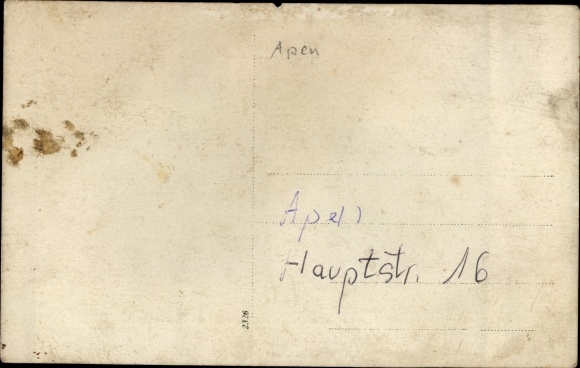 Apen
Apen
Hauptstr. 16
2326